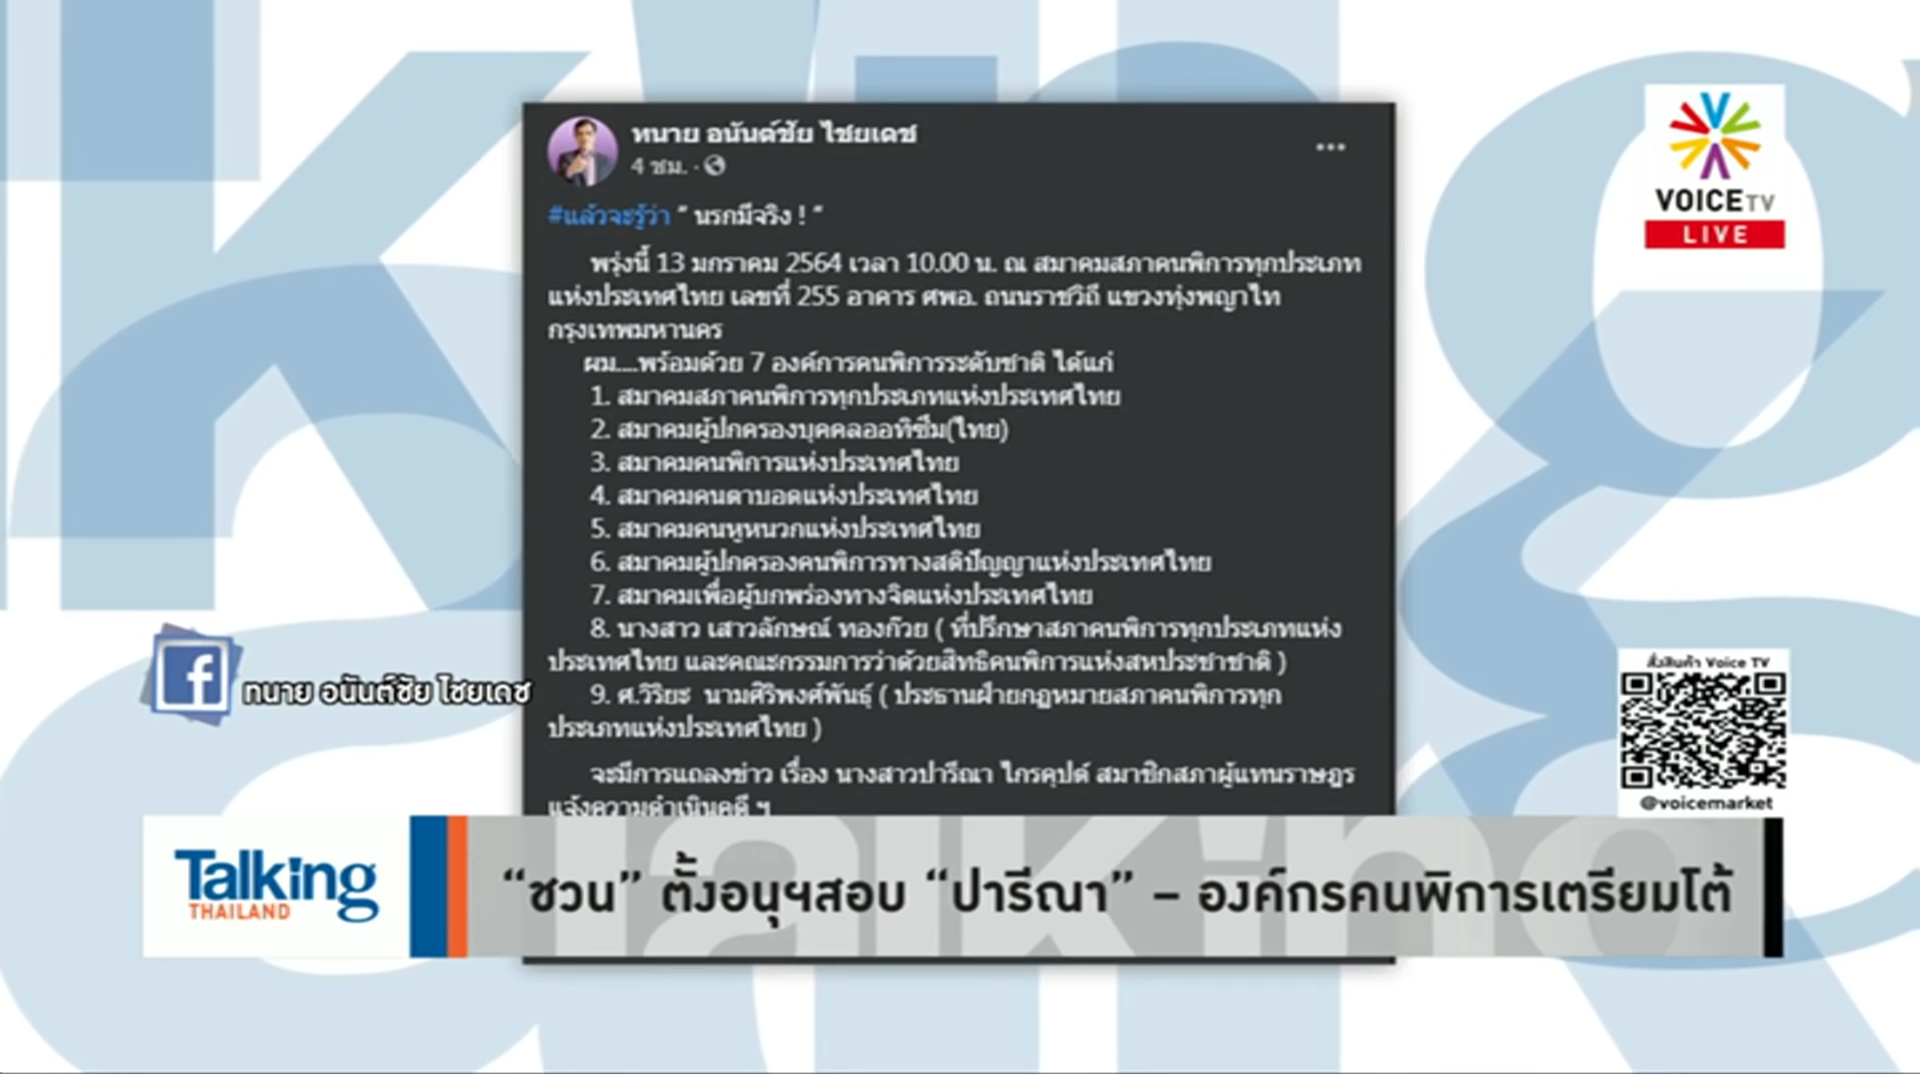 ทนาย อนันต์ชัย ไชยเดช
4 ชม. ·
#แล้วจะรู้ว่า " นรกมีจริง ! "
พรุ่งนี้ 13 มกราคม 2564 เวลา 10.00 น. ณ สมาคมสภาคนพิการทุกประเภท
แห่งประเทศไทย เลขที่ 255 อาคาร ศพอ. ถนนราชวิถี แขวงทุ่งพญาไท
กรุงเทพมหานคร
ผม....พร้อมด้วย 7 องค์การคนพิการระดับชาติ ได้แก่
1. สมาคมสภาคนพิการทุกประเภทแห่งประเทศไทย
2. สมาคมผู้ปกครองบุคคลออทิซึ่ม(ไทย)
3. สมาคมคนพิการแห่งประเทศไทย
4. สมาคมคนตาบอดแห่งประเทศไทย
5. สมาคมคนหูหนวกแห่งประเทศไทย
6. สมาคมผู้ปกครองคนพิการทางสติปัญญาแห่งประเทศไทย
7. สมาคมเพื่อผู้บกพร่องทางจิตแห่งประเทศไทย
8. นางสาว เสาวลักษณ์ ทองก๊วย ( ที่ปรึกษาสภาคนพิการทุกประเภทแห่ง
ประเทศไทย และคณะกรรมการว่าด้วยสิทธิคนพิการแห่งสหประชาชาติ )
9. ศ.วิริยะ นามศิริพงศ์พันธุ์ ( ประธานฝ่ายกฎหมายสภาคนพิการทุก
ประเภทแห่งประเทศไทย )
จะมีการแถลงข่าว เรื่อง นางสาวปารีณา ไกรคุปต์ สมาชิกสภาผู้แทนราษฎร
แจ้งความดำเนินคดี ฯ
VOICE TV
LIVE
ทนาย อนันต์ชัย ไชยเดช
สั่งสินค้า Voice TV
@voicemarket
Talking
THAILAND
"ชวน" ตั้งอนุฯสอบ "ปารีณา" – องค์กรคนพิการเตรียมโต้